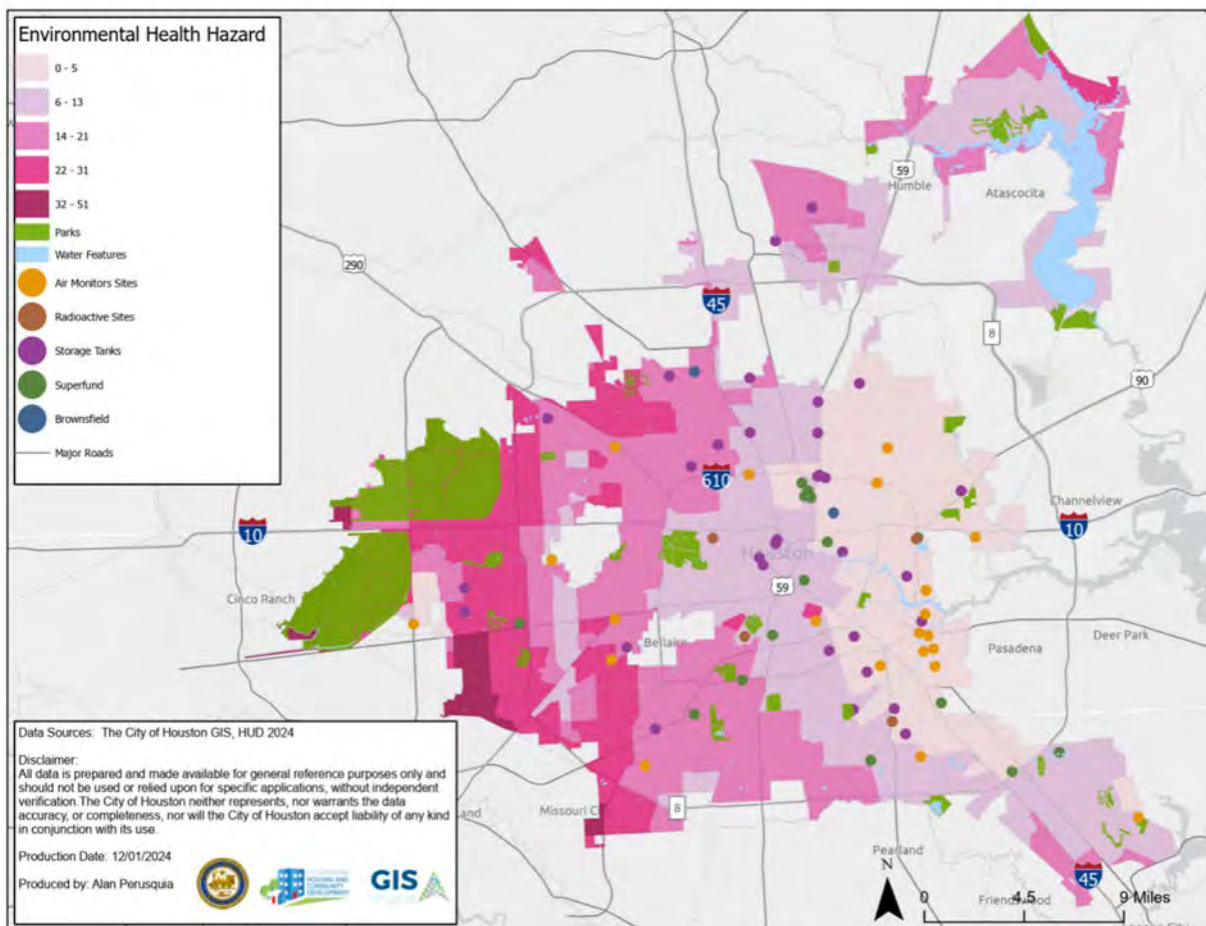 Environmental Health Hazard
0 - 5
6 - 13
14 - 21
22 - 31
32 - 51
Parks
Water Features
Air Monitors Sites
Radioactive Sites
Storage Tanks
Superfund
Brownsfield
Major Roads
59
Humble
Atascocita
290
45
8
90
610
Channelview
10
Houston
10
Cinco Ranch
59
Bellaire
Pasadena
Deer Park
Missouri Ci
8
Pearland
45
Friendswood
N
0
4.5
9 Miles
Data Sources: The City of Houston GIS, HUD 2024
Disclaimer:
All data is prepared and made available for general reference purposes only and
should not be used or relied upon for specific applications, without independent
verification.The City of Houston neither represents, nor warrants the data
accuracy, or completeness, nor will the City of Houston accept liability of any kind
in conjunction with its use.
Production Date: 12/01/2024
Produced by: Alan Perusquia
HOUSING AND
COMMUNITY
DEVELOPMENT
GIS